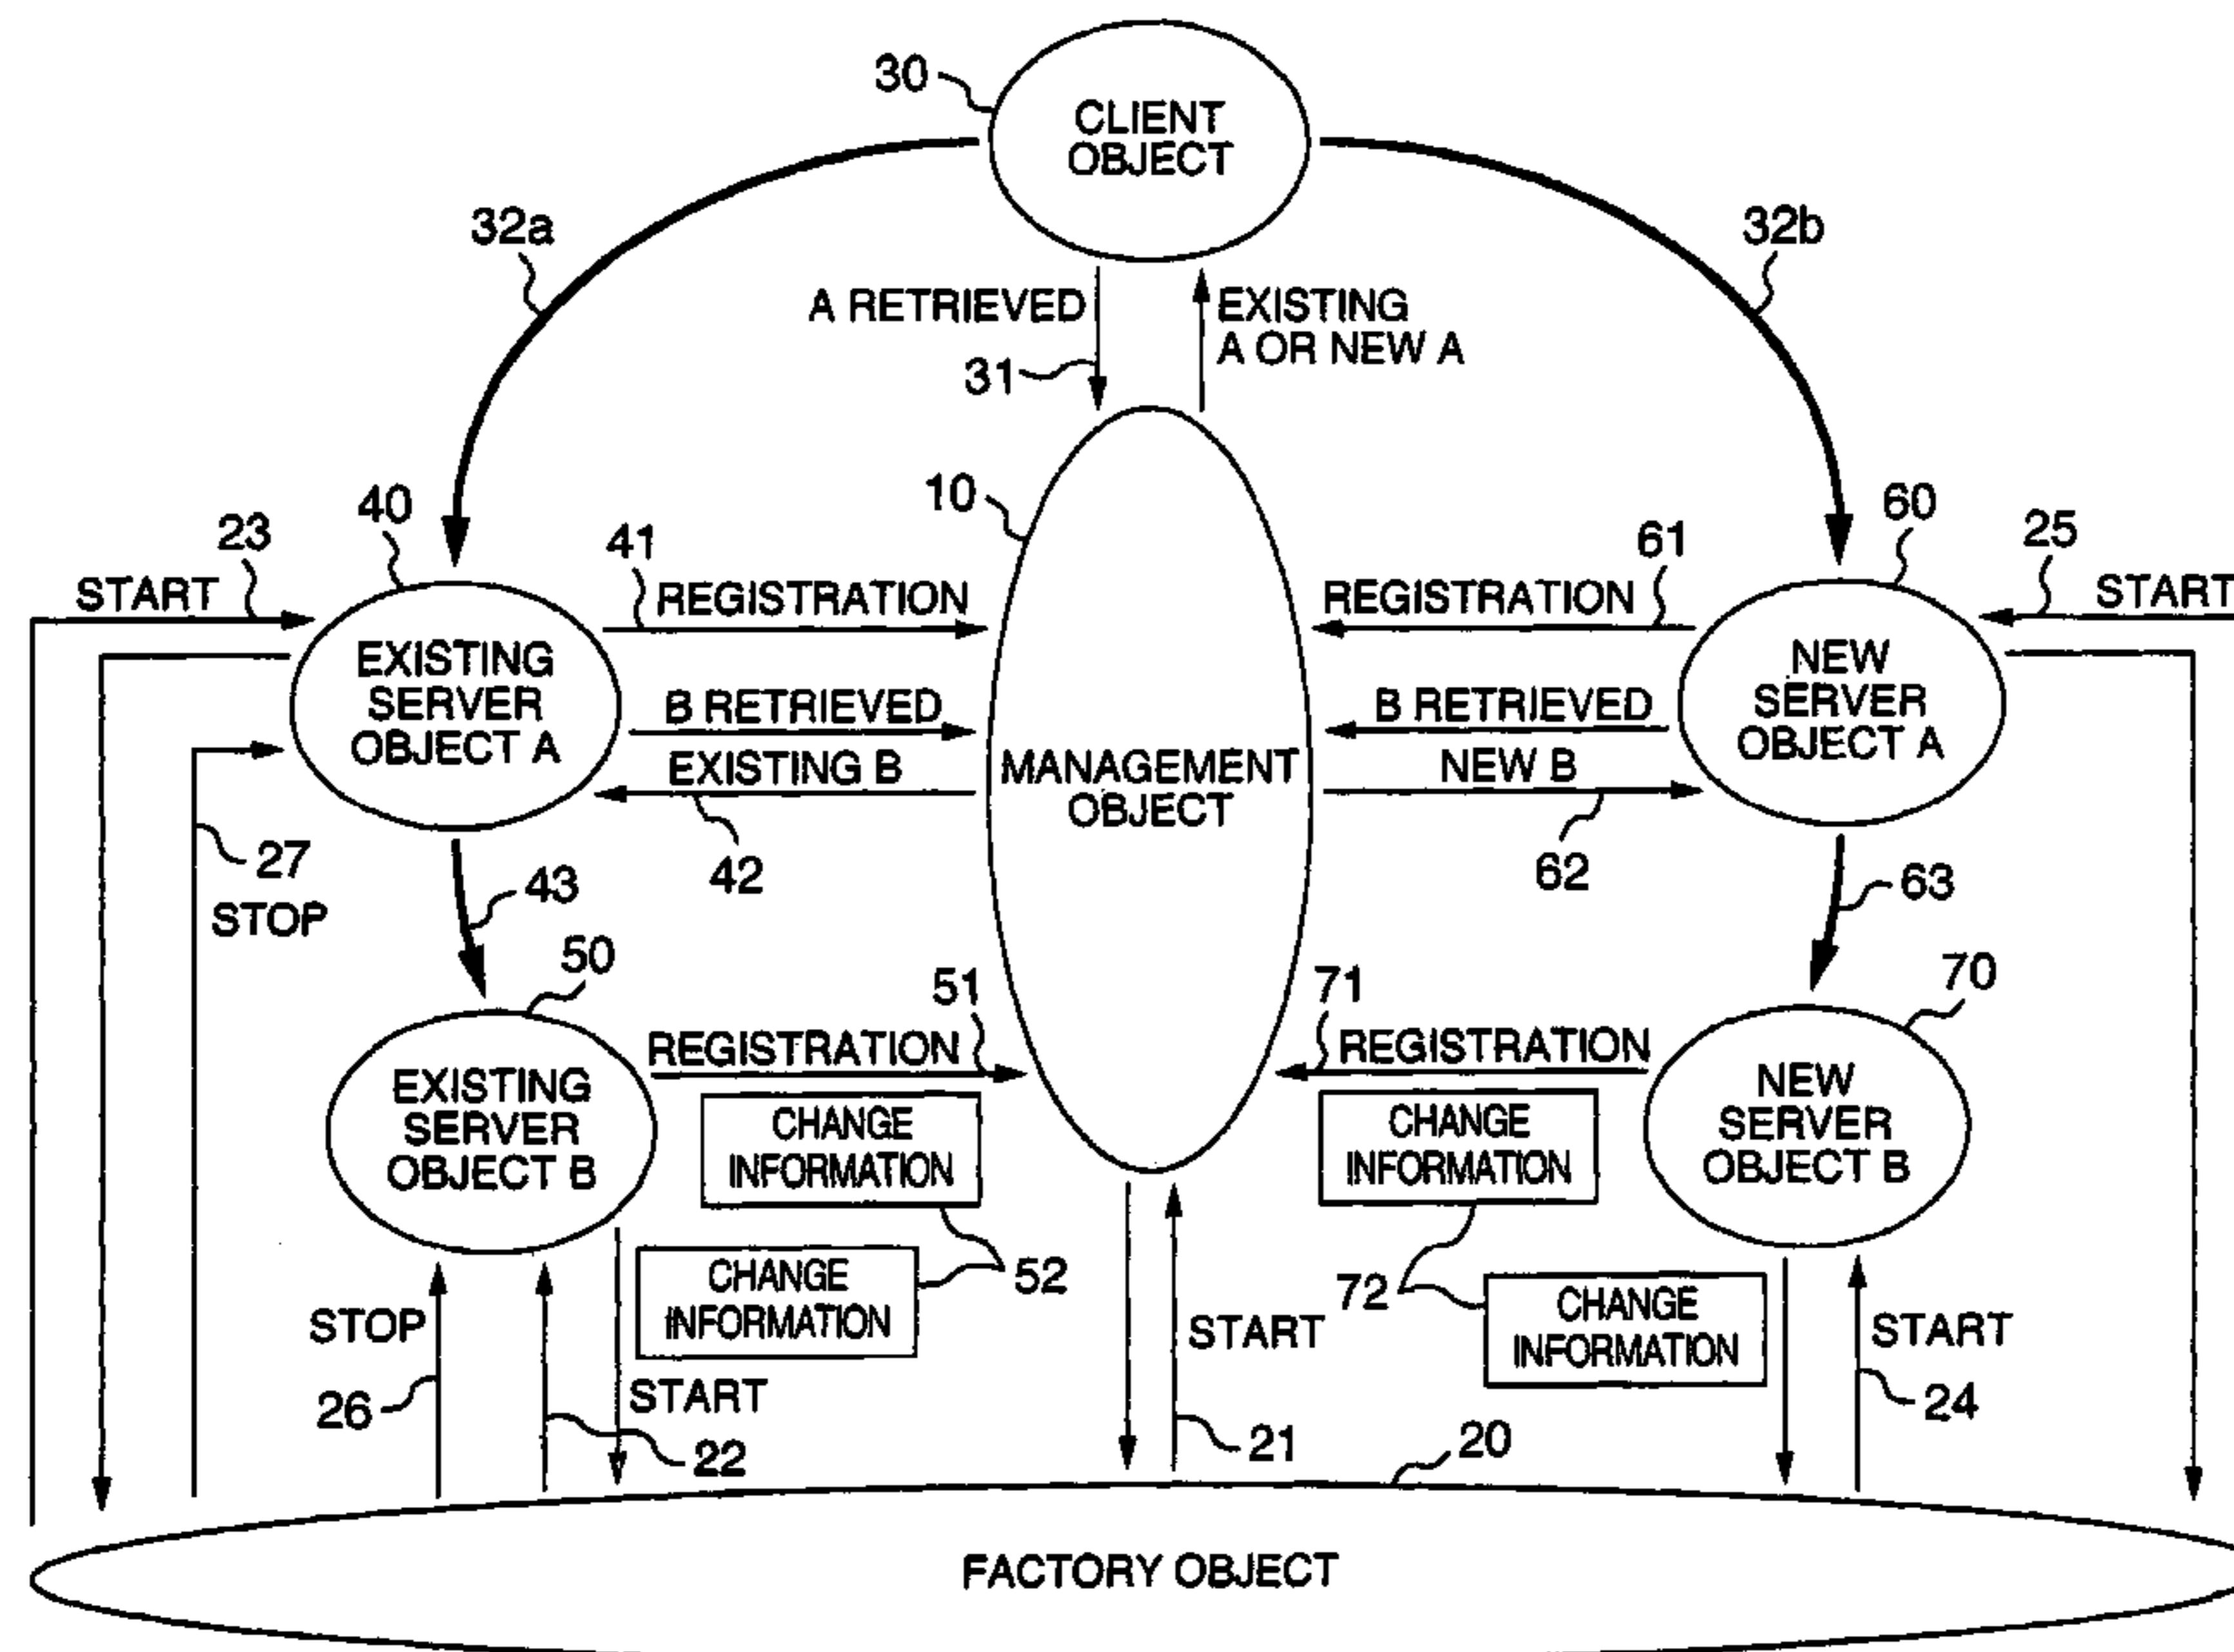 30
CLIENT
OBJECT
32a
32b
A RETRIEVED
EXISTING
A OR NEW A
31
10
40
60
23
41
61
25
START
REGISTRATION
REGISTRATION
START
EXISTING
SERVER
OBJECT A
B RETRIEVED
EXISTING B
MANAGEMENT
OBJECT
B RETRIEVED
NEW B
NEW
SERVER
OBJECT A
27
STOP
43
42
62
63
50
51
71
70
REGISTRATION
REGISTRATION
EXISTING
SERVER
OBJECT B
CHANGE
INFORMATION
CHANGE
INFORMATION
NEW
SERVER
OBJECT B
CHANGE
INFORMATION
52
72
CHANGE
INFORMATION
STOP
START
START
START
26
22
21
20
24
FACTORY OBJECT